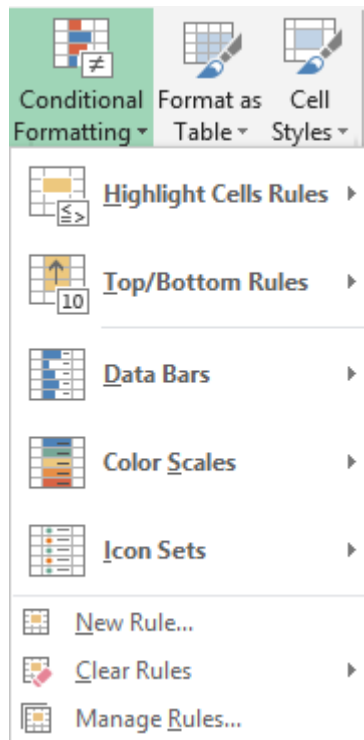 Conditional Formatting
Format as Table
Cell Styles
≠
Highlight Cells Rules
≤ >
Top/Bottom Rules
10
Data Bars
Color Scales
Icon Sets
New Rule...
Clear Rules
Manage Rules...